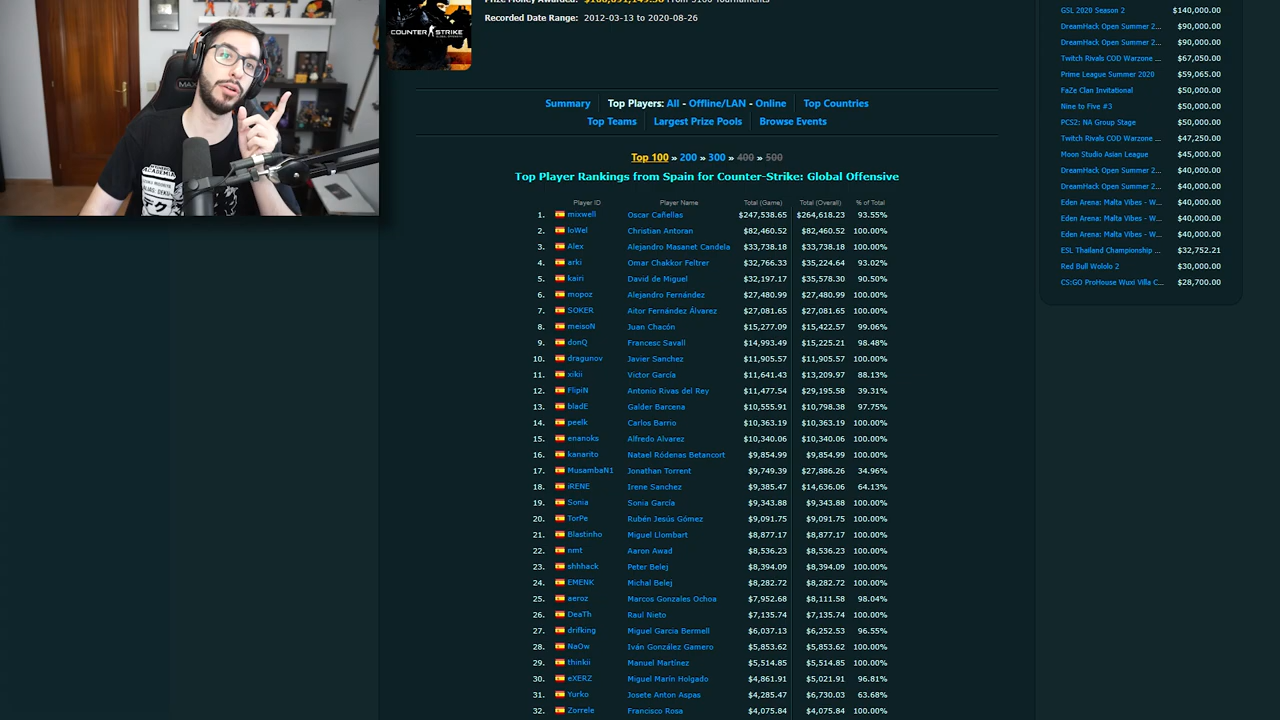 Recorded Date Range: 2012-03-13 to 2020-08-26
COUNTER STRIKE
Summary Top Players: All - Offline/LAN - Online Top Countries
Top Teams Largest Prize Pools Browse Events
Top 100 » 200 » 300 » 400 » 500
Top Player Rankings from Spain for Counter-Strike: Global Offensive
Player ID Player Name Total (Game) Total (Overall) % of Total
1. mixwell Oscar Cañellas $247,538.65 $264,618.23 93.55%
2. loWel Christian Antoran $82,460.52 $82,460.52 100.00%
3. Alex Alejandro Masanet Candela $33,738.18 $33,738.18 100.00%
4. arki Omar Chakkor Feltrer $32,766.33 $35,224.64 93.02%
5. kairi David de Miguel $32,197.17 $35,578.30 90.50%
6. mopoz Alejandro Fernández $27,480.99 $27,480.99 100.00%
7. SOKER Aitor Fernández Álvarez $27,081.65 $27,081.65 100.00%
8. meisoN Juan Chacón $15,277.09 $15,422.57 99.06%
9. donQ Francesc Savall $14,993.49 $15,225.21 98.48%
10. dragunov Javier Sanchez $11,905.57 $11,905.57 100.00%
11. xikii Victor García $11,641.43 $13,209.97 88.13%
12. FlipiN Antonio Rivas del Rey $11,477.54 $29,195.58 39.31%
13. bladE Galder Barcena $10,555.91 $10,798.38 97.75%
14. peelk Carlos Barrio $10,363.19 $10,363.19 100.00%
15. enanoks Alfredo Alvarez $10,340.06 $10,340.06 100.00%
16. kanarito Natael Ródenas Betancort $9,854.99 $9,854.99 100.00%
17. MusambaN1 Jonathan Torrent $9,749.39 $27,886.26 34.96%
18. iRENE Irene Sanchez $9,385.47 $14,636.06 64.13%
19. Sonia Sonia García $9,343.88 $9,343.88 100.00%
20. TorPe Rubén Jesús Gómez $9,091.75 $9,091.75 100.00%
21. Blastinho Miguel Llombart $8,877.17 $8,877.17 100.00%
22. nmt Aaron Awad $8,536.23 $8,536.23 100.00%
23. shhhack Peter Belej $8,394.09 $8,394.09 100.00%
24. EMENK Michal Belej $8,282.72 $8,282.72 100.00%
25. aeroz Marcos Gonzales Ochoa $7,952.68 $8,111.58 98.04%
26. DeaTh Raul Nieto $7,135.74 $7,135.74 100.00%
27. drifking Miguel Garcia Bermell $6,037.13 $6,252.53 96.55%
28. NaOw Iván González Gamero $5,853.62 $5,853.62 100.00%
29. thinkii Manuel Martínez $5,514.85 $5,514.85 100.00%
30. eXERZ Miguel Marín Holgado $4,861.91 $5,021.91 96.81%
31. Yurko Josete Anton Aspas $4,285.47 $6,730.03 63.68%
32. Zorrele Francisco Rosa $4,075.84 $4,075.84 100.00%
GSL 2020 Season 2 $140,000.00
DreamHack Open Summer 2... $90,000.00
DreamHack Open Summer 2... $90,000.00
Twitch Rivals COD Warzone ... $67,050.00
Prime League Summer 2020 $59,065.00
FaZe Clan Invitational $50,000.00
Nine to Five #3 $50,000.00
PCS2: NA Group Stage $50,000.00
Twitch Rivals COD Warzone ... $47,250.00
Moon Studio Asian League $45,000.00
DreamHack Open Summer 2... $40,000.00
DreamHack Open Summer 2... $40,000.00
Eden Arena: Malta Vibes - W... $40,000.00
Eden Arena: Malta Vibes - W... $40,000.00
Eden Arena: Malta Vibes - W... $40,000.00
ESL Thailand Championship ... $32,752.21
Red Bull Wololo 2 $30,000.00
CS:GO ProHouse Wuxi Villa C... $28,700.00